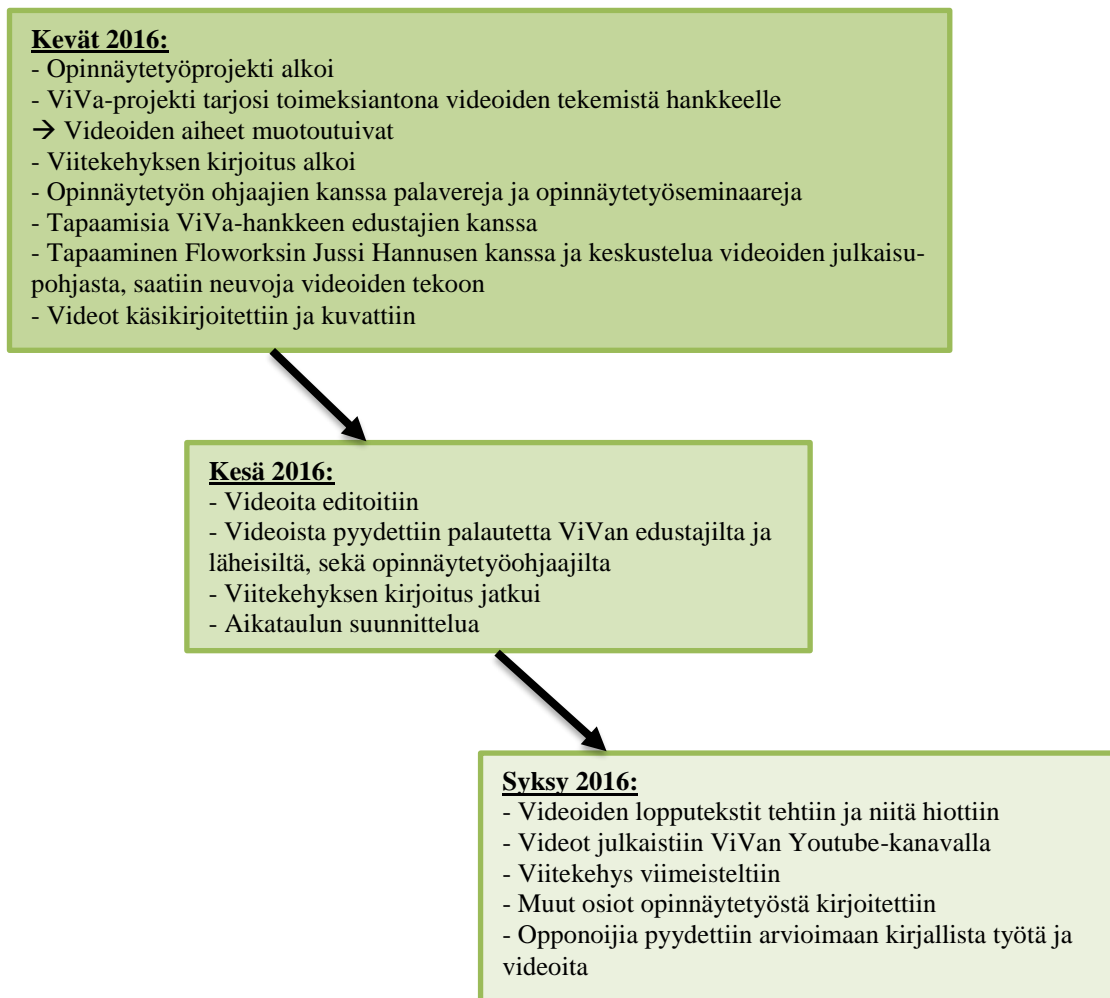 Kevät 2016:
- Opinnäytetyöprojekti alkoi
- ViVa-projekti tarjosi toimeksiantona videoiden tekemistä hankkeelle
→ Videoiden aiheet muotoutuivat
- Viitekehyksen kirjoitus alkoi
- Opinnäytetyön ohjaajien kanssa palavereja ja opinnäytetyöseminaareja
- Tapaamisia ViVa-hankkeen edustajien kanssa
- Tapaaminen Floworksin Jussi Hannusen kanssa ja keskustelua videoiden julkaisu-
pohjasta, saatiin neuvoja videoiden tekoon
- Videot käsikirjoitettiin ja kuvattiin
Kesä 2016:
- Videoita editoitiin
- Videoista pyydettiin palautetta ViVan edustajilta ja
läheisiltä, sekä opinnäytetyöohjaajilta
- Viitekehyksen kirjoitus jatkui
- Aikataulun suunnittelua
Syksy 2016:
- Videoiden lopputekstit tehtiin ja niitä hiottiin
- Videot julkaistiin ViVan Youtube-kanavalla
- Viitekehys viimeisteltiin
- Muut osiot opinnäytetyöstä kirjoitettiin
- Opponoijia pyydettiin arvioimaan kirjallista työtä ja
videoita